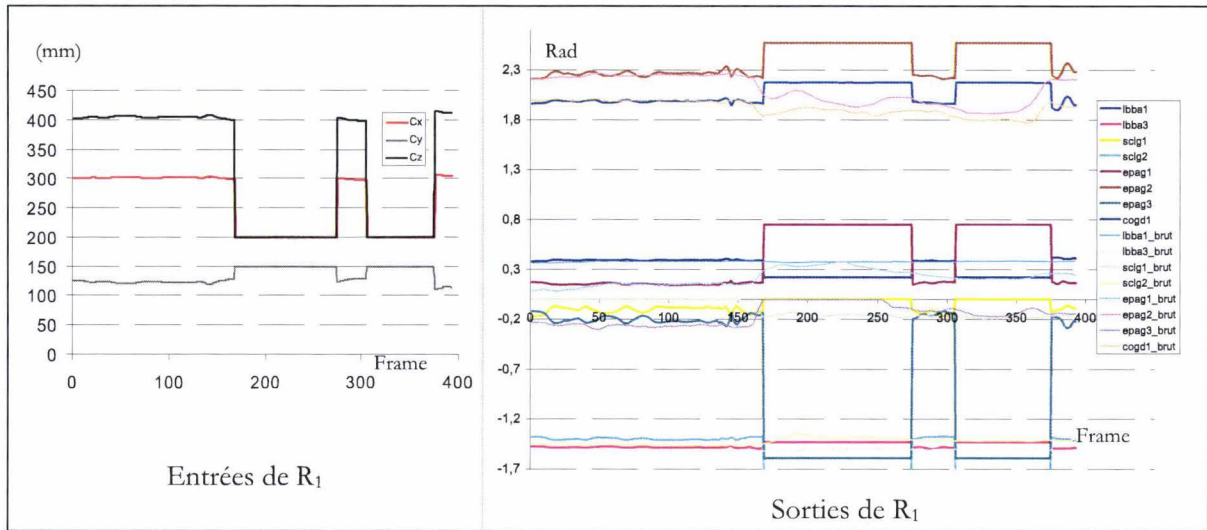 (mm)
450
400
350
300
250
200
150
100
50
0
0
100
200
300
400
Frame
Cx
Cy
Cz
Entrées de R₁
Rad
2,3
1,8
1,3
0,8
0,3
-0,2
-0,7
-1,2
-1,7
0
50
100
150
200
250
300
350
400
Frame
lbba1
lbba3
sclg1
sclg2
epag1
epag2
epag3
cogd1
lbba1_brut
lbba3_brut
sclg1_brut
sclg2_brut
epag1_brut
epag2_brut
epag3_brut
cogd1_brut
Sorties de R₁